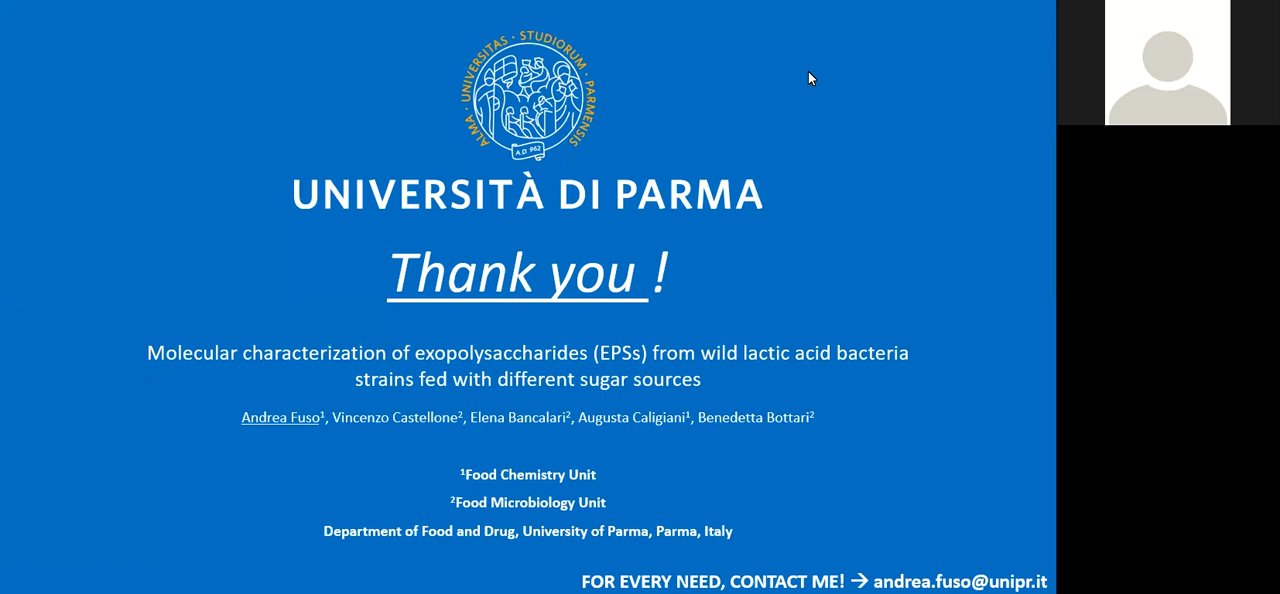 ALMA · UNIVERSITAS · STUDIORUM · PARMENSIS
A.D. 962
UNIVERSITÀ DI PARMA
Thank you !
Molecular characterization of exopolysaccharides (EPSs) from wild lactic acid bacteria
strains fed with different sugar sources
Andrea Fuso¹, Vincenzo Castellone², Elena Bancalari², Augusta Caligiani¹, Benedetta Bottari²
¹Food Chemistry Unit
²Food Microbiology Unit
Department of Food and Drug, University of Parma, Parma, Italy
FOR EVERY NEED, CONTACT ME! → andrea.fuso@unipr.it